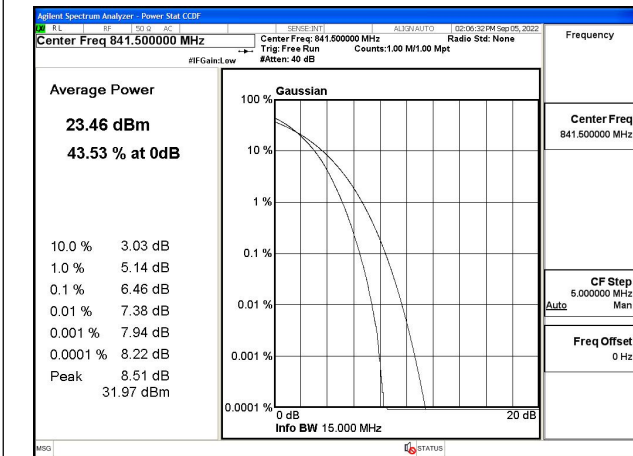 Agilent Spectrum Analyzer - Power Stat CCDF
LXI RL RF 50 Ω AC SENSE:INT ALIGN AUTO 02:06:32 PM Sep 05, 2022
Center Freq 841.500000 MHz
Center Freq: 841.500000 MHz Radio Std: None
Trig: Free Run Counts:1.00 M/1.00 Mpt
#IFGain:Low #Atten: 40 dB
Frequency
Average Power
23.46 dBm
43.53 % at 0dB
10.0 % 3.03 dB
1.0 % 5.14 dB
0.1 % 6.46 dB
0.01 % 7.38 dB
0.001 % 7.94 dB
0.0001 % 8.22 dB
Peak 8.51 dB
31.97 dBm
Gaussian
100 %
10 %
1 %
0.1 %
0.01 %
0.001 %
0.0001 %
0 dB 20 dB
Info BW 15.000 MHz
Center Freq
841.500000 MHz
CF Step
5.000000 MHz
Auto Man
Freq Offset
0 Hz
MSG STATUS